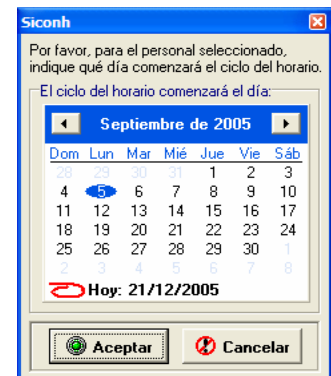 Siconh
Por favor, para el personal seleccionado,
indique qué día comenzará el ciclo del horario.
El ciclo del horario comenzará el día:
Septiembre de 2005
Dom Lun Mar Mié Jue Vie Sáb
28 29 30 31 1 2 3
4 5 6 7 8 9 10
11 12 13 14 15 16 17
18 19 20 21 22 23 24
25 26 27 28 29 30 1
2 3 4 5 6 7 8
Hoy: 21/12/2005
Aceptar Cancelar